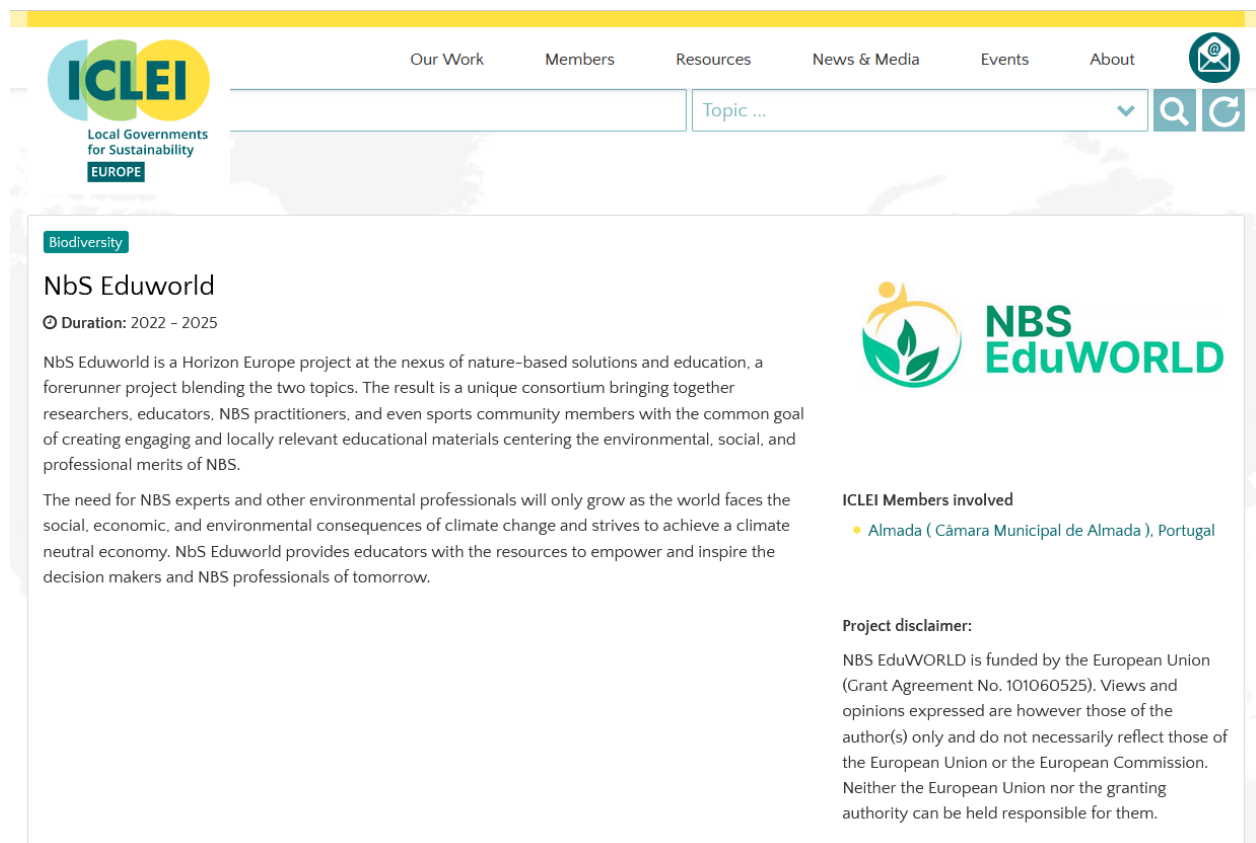 Our Work Members Resources News & Media Events About
ICLEI
Local Governments
for Sustainability
EUROPE
Topic ...
Biodiversity
NbS Eduworld
Duration: 2022 - 2025
NbS Eduworld is a Horizon Europe project at the nexus of nature-based solutions and education, a
forerunner project blending the two topics. The result is a unique consortium bringing together
researchers, educators, NBS practitioners, and even sports community members with the common goal
of creating engaging and locally relevant educational materials centering the environmental, social, and
professional merits of NBS.
The need for NBS experts and other environmental professionals will only grow as the world faces the
social, economic, and environmental consequences of climate change and strives to achieve a climate
neutral economy. NbS Eduworld provides educators with the resources to empower and inspire the
decision makers and NBS professionals of tomorrow.
NBS
EduWORLD
ICLEI Members involved
Almada ( Câmara Municipal de Almada ), Portugal
Project disclaimer:
NBS EduWORLD is funded by the European Union
(Grant Agreement No. 101060525). Views and
opinions expressed are however those of the
author(s) only and do not necessarily reflect those of
the European Union or the European Commission.
Neither the European Union nor the granting
authority can be held responsible for them.